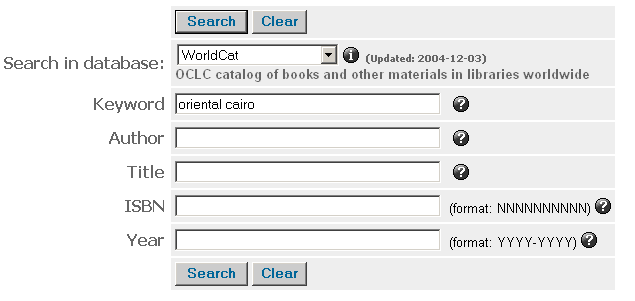 Search Clear
Search in database: WorldCat (Updated: 2004-12-03)
OCLC catalog of books and other materials in libraries worldwide
Keyword oriental cairo ?
Author ?
Title ?
ISBN (format: NNNNNNNNNN) ?
Year (format: YYYY-YYYY) ?
Search Clear